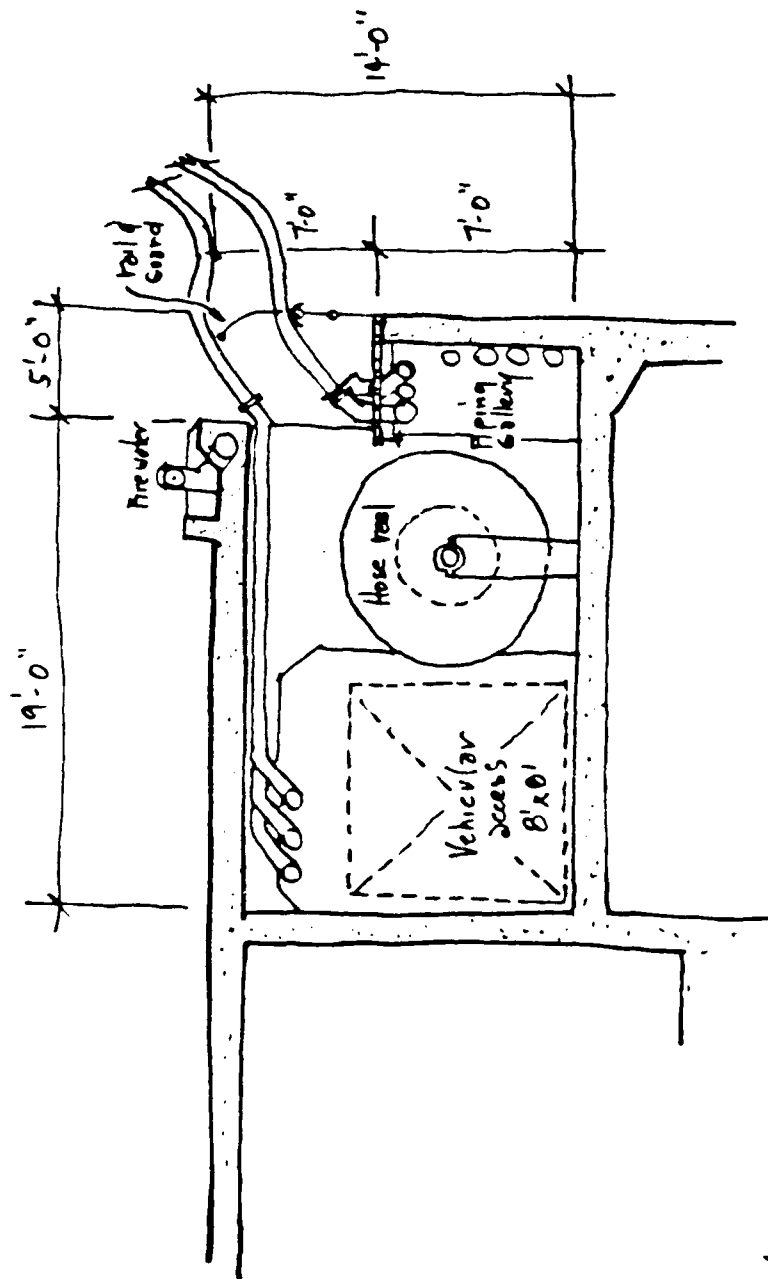 19'-0"
5'-0"
rail &
Guard
Firewater
14'-0"
7'-0"
7'-0"
Hose reel
Piping
Gallery
Vehicular
access
8'x8'